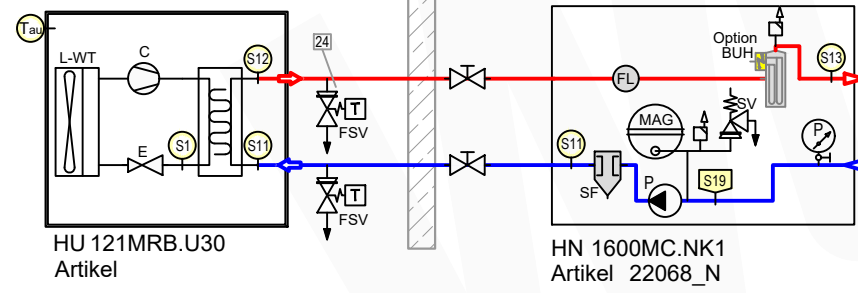 Tau
L-WT
C
S12
24
T
FSV
E
S1
S11
T
FSV
HU 121MRB.U30
Artikel
Option
BUH
S13
FL
MAG
SV
S11
P
SF
P
S19
HN 1600MC.NK1
Artikel 22068_N